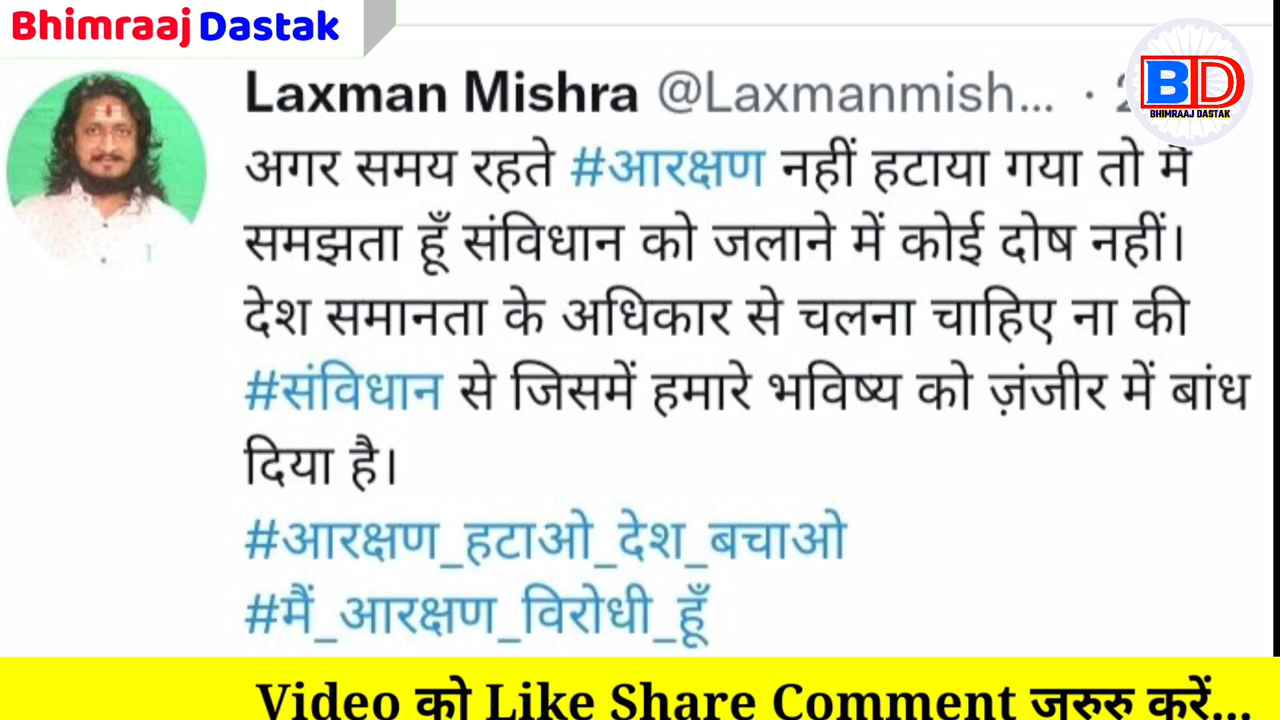 Bhimraaj Dastak
Laxman Mishra @Laxmanmish... ·
BD
BHIMRAAJ DASTAK
अगर समय रहते #आरक्षण नहीं हटाया गया तो मैं
समझता हूँ संविधान को जलाने में कोई दोष नहीं।
देश समानता के अधिकार से चलना चाहिए ना की
#संविधान से जिसमें हमारे भविष्य को ज़ंजीर में बांध
दिया है।
#आरक्षण_हटाओ_देश_बचाओ
#मैं_आरक्षण_विरोधी_हूँ
Video को Like Share Comment जरुर करें...